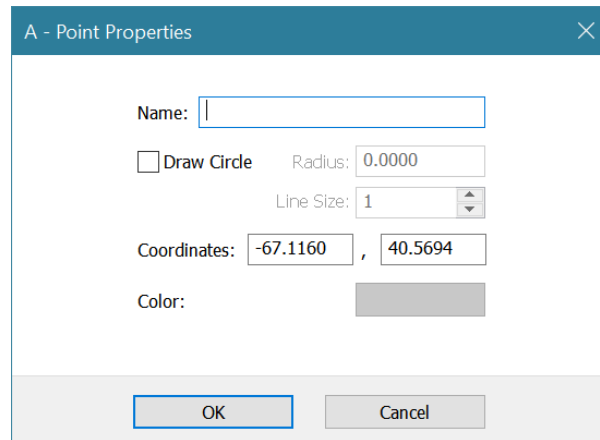 A - Point Properties
Name:
Draw Circle Radius: 0.0000
Line Size: 1
Coordinates: -67.1160 , 40.5694
Color:
OK Cancel